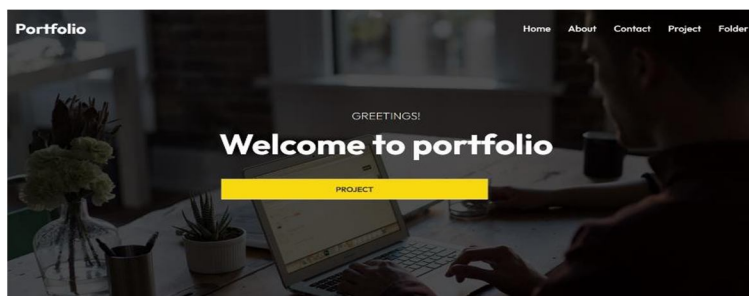 Portfolio
Home About Contact Project Folder
GREETINGS!
Welcome to portfolio
PROJECT